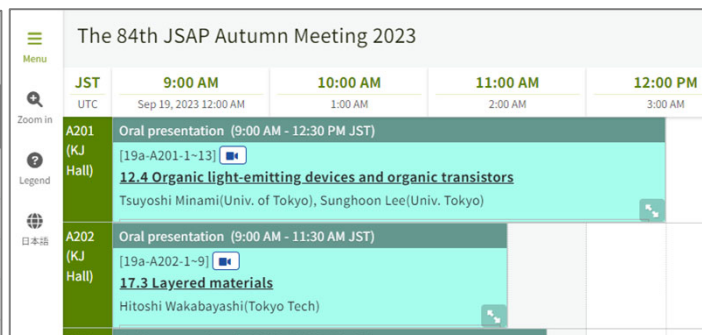 The 84th JSAP Autumn Meeting 2023
Menu
Zoom in
Legend
日本語
JST 9:00 AM 10:00 AM 11:00 AM 12:00 PM
UTC Sep 19, 2023 12:00 AM 1:00 AM 2:00 AM 3:00 AM
A201
(KJ
Hall)
Oral presentation (9:00 AM - 12:30 PM JST)
[19a-A201-1~13]
12.4 Organic light-emitting devices and organic transistors
Tsuyoshi Minami(Univ. of Tokyo), Sunghoon Lee(Univ. Tokyo)
A202
(KJ
Hall)
Oral presentation (9:00 AM - 11:30 AM JST)
[19a-A202-1~9]
17.3 Layered materials
Hitoshi Wakabayashi(Tokyo Tech)